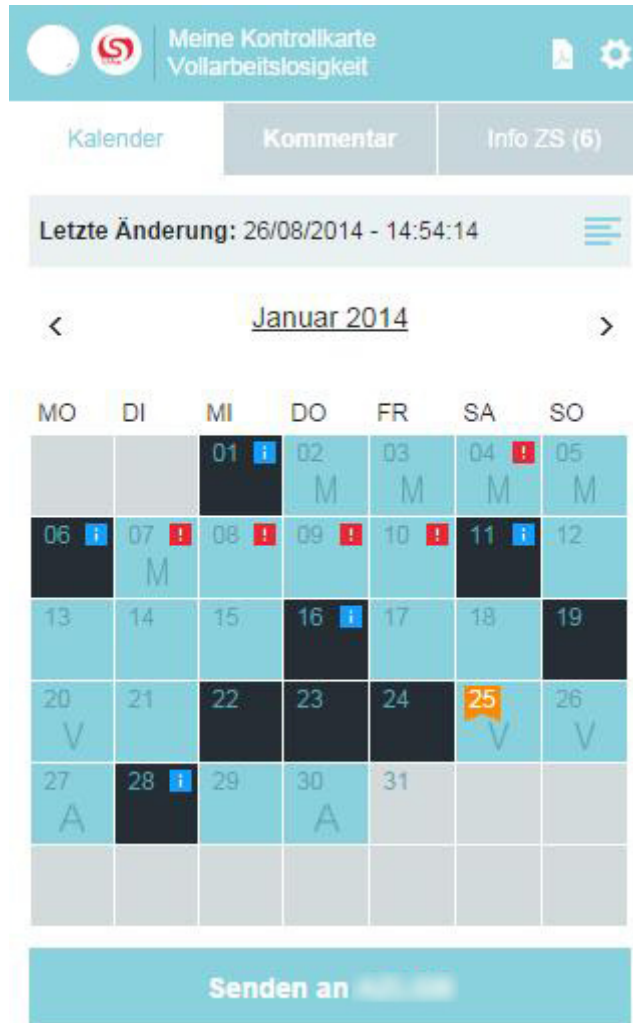 Meine Kontrollkarte
Vollarbeitslosigkeit
Kalender Kommentar Info ZS (6)
Letzte Änderung: 26/08/2014 - 14:54:14
< Januar 2014 >
MO DI MI DO FR SA SO
01 i 02 03 04 ! 05
M M M M
06 i 07 ! 08 ! 09 ! 10 ! 11 i 12
M
13 14 15 16 i 17 18 19
20 21 22 23 24 25 26
V V V
27 28 i 29 30 31
A A
Senden an